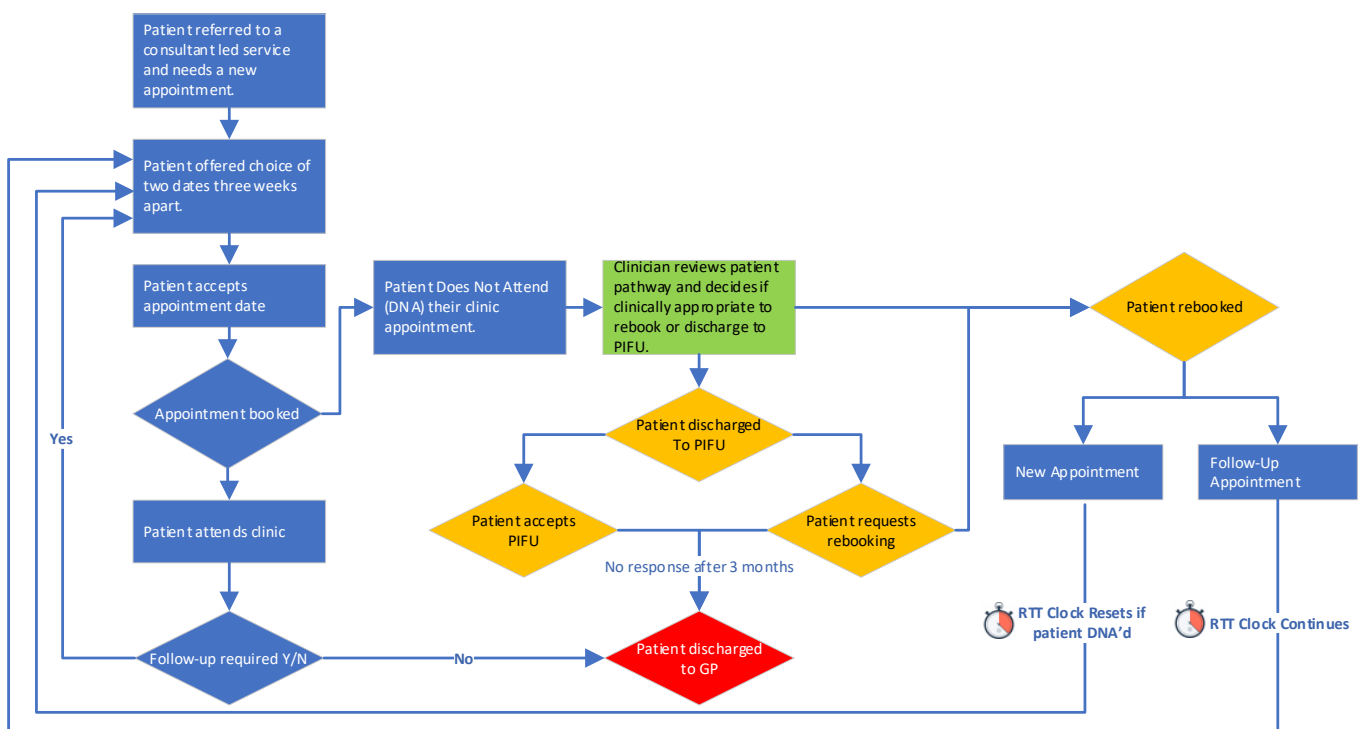 Patient referred to a
consultant led service
and needs a new
appointment.
Patient offered choice of
two dates three weeks
apart.
Patient accepts
appointment date
Appointment booked
Patient attends clinic
Follow-up required Y/N
Yes
No
Patient Does Not Attend
(DNA) their clinic
appointment.
Clinician reviews patient
pathway and decides if
clinically appropriate to
rebook or discharge to
PIFU.
Patient discharged
To PIFU
Patient accepts
PIFU
Patient requests
rebooking
No response after 3 months
Patient discharged
to GP
Patient rebooked
New Appointment
Follow-Up
Appointment
RTT Clock Resets if
patient DNA'd
RTT Clock Continues